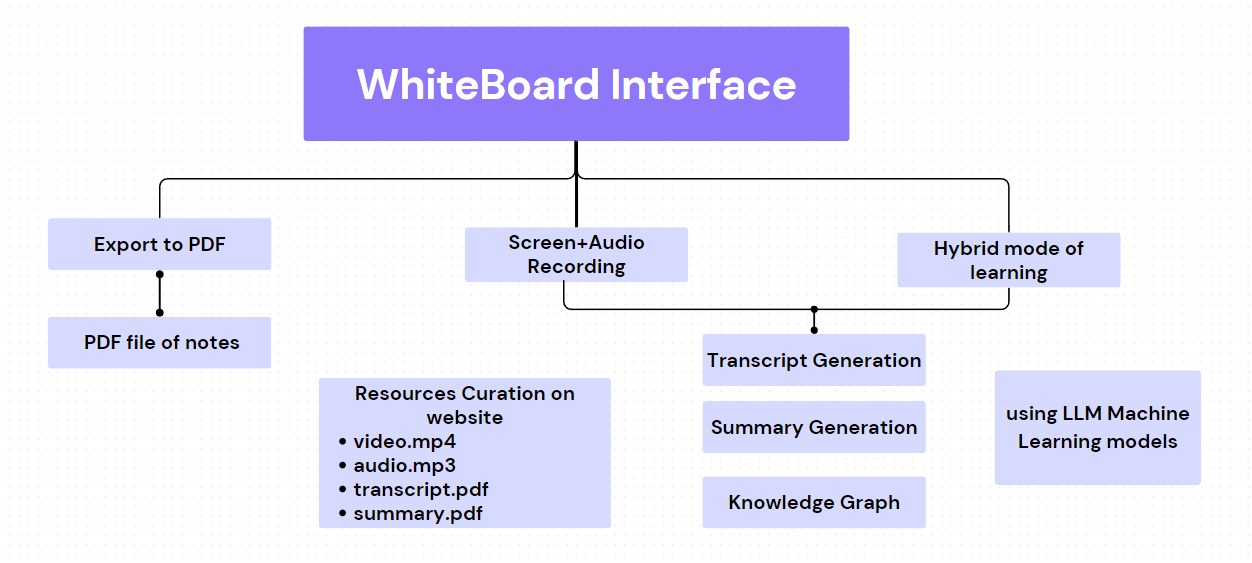 WhiteBoard Interface
Export to PDF
Screen+Audio
Recording
Hybrid mode of
learning
PDF file of notes
Transcript Generation
Summary Generation
Knowledge Graph
Resources Curation on
website
• video.mp4
• audio.mp3
• transcript.pdf
• summary.pdf
using LLM Machine
Learning models